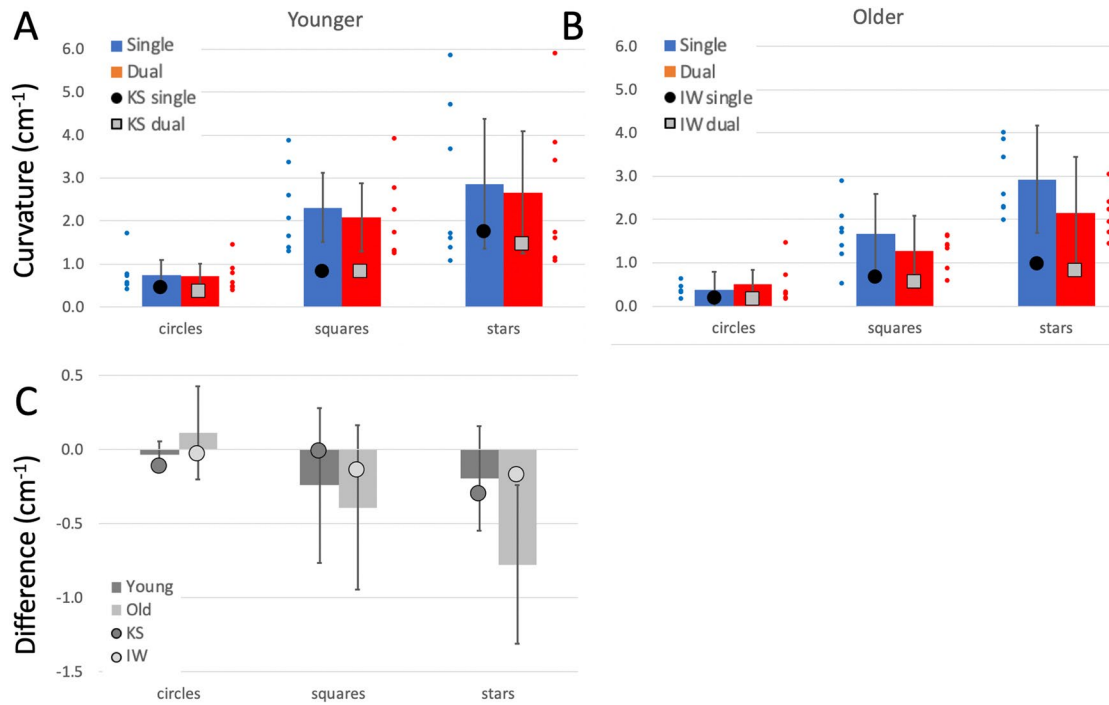 A
Younger
Curvature (cm⁻¹)
6.0
5.0
4.0
3.0
2.0
1.0
0.0
Single
Dual
KS single
KS dual
circles
squares
stars
B
Older
6.0
5.0
4.0
3.0
2.0
1.0
0.0
Single
Dual
IW single
IW dual
circles
squares
stars
C
Difference (cm⁻¹)
0.5
0.0
-0.5
-1.0
-1.5
Young
Old
KS
IW
circles
squares
stars